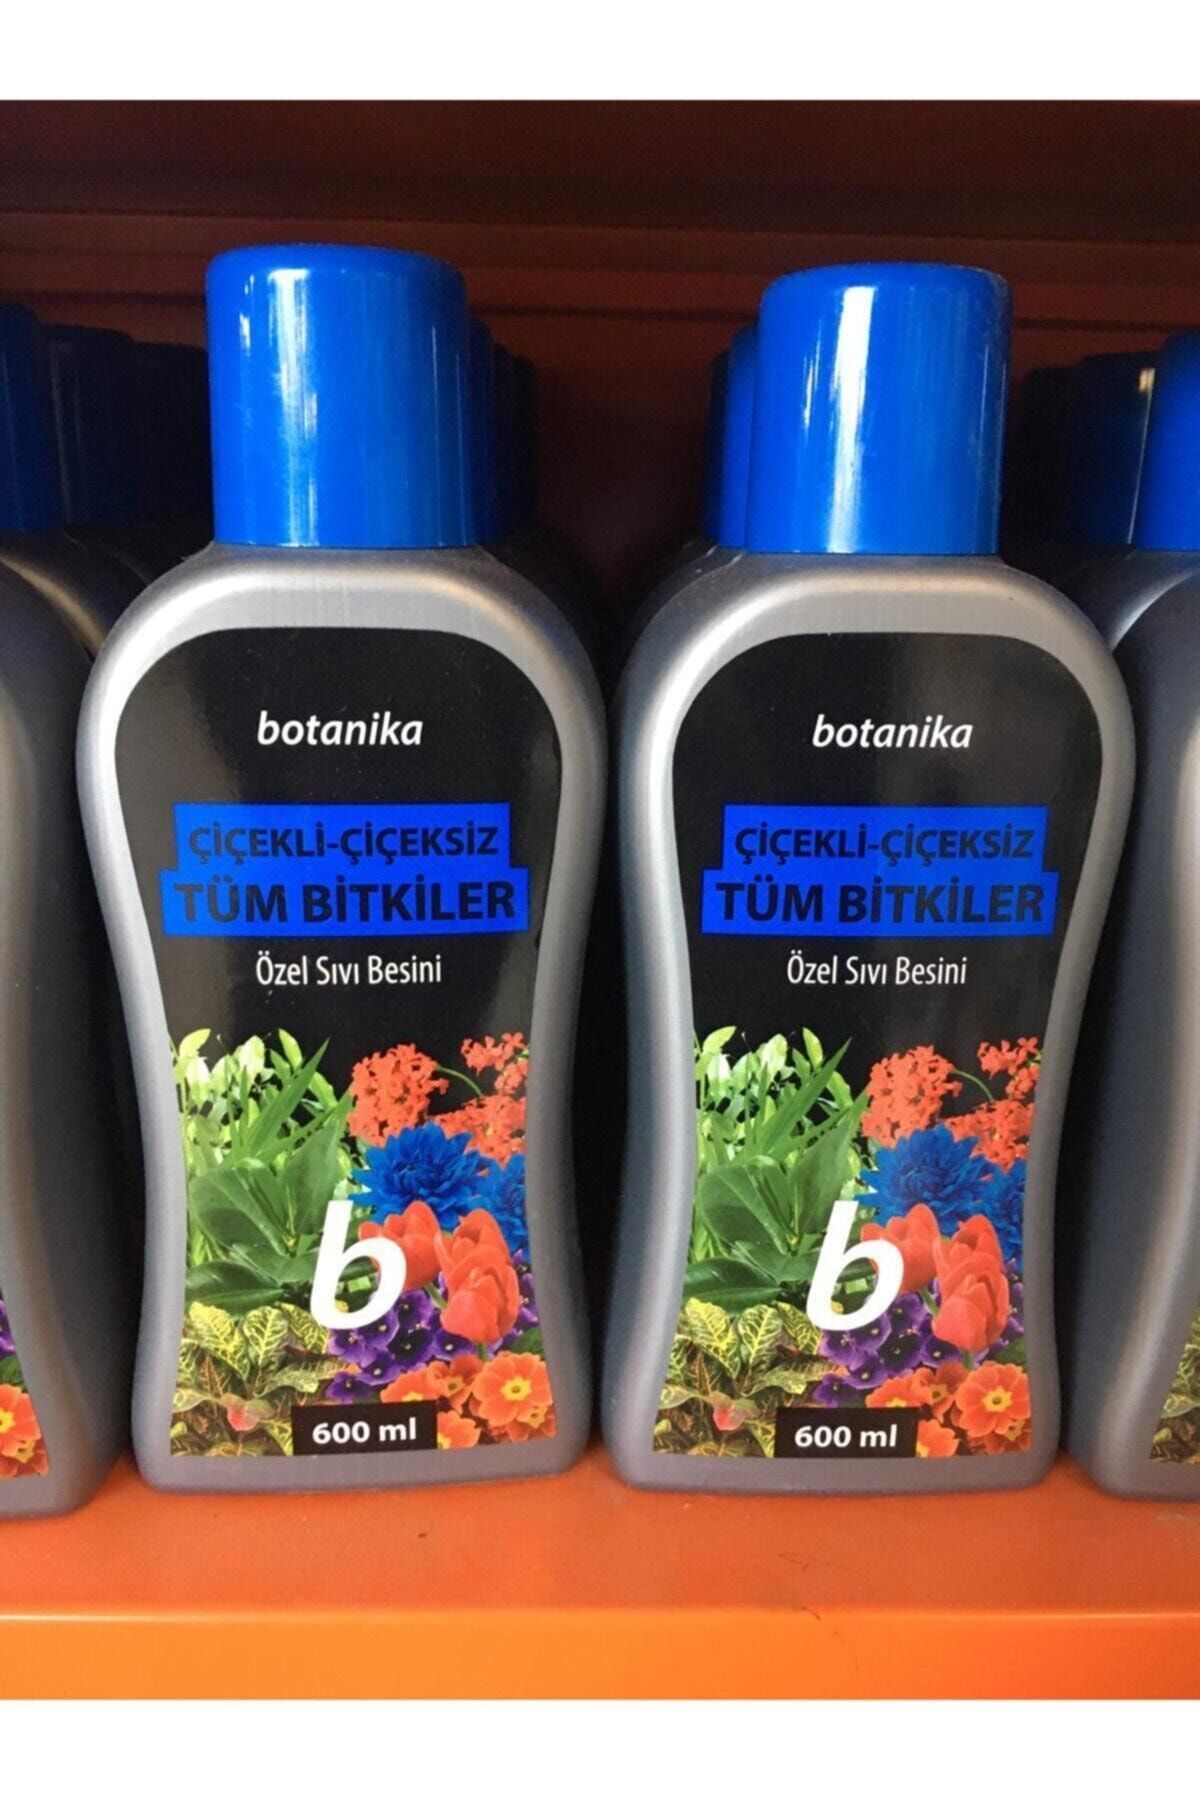 botanika
ÇİÇEKLİ-ÇİÇEKSİZ
TÜM BİTKİLER
Özel Sıvı Besini
b
600 ml
botanika
ÇİÇEKLİ-ÇİÇEKSİZ
TÜM BİTKİLER
Özel Sıvı Besini
b
600 ml